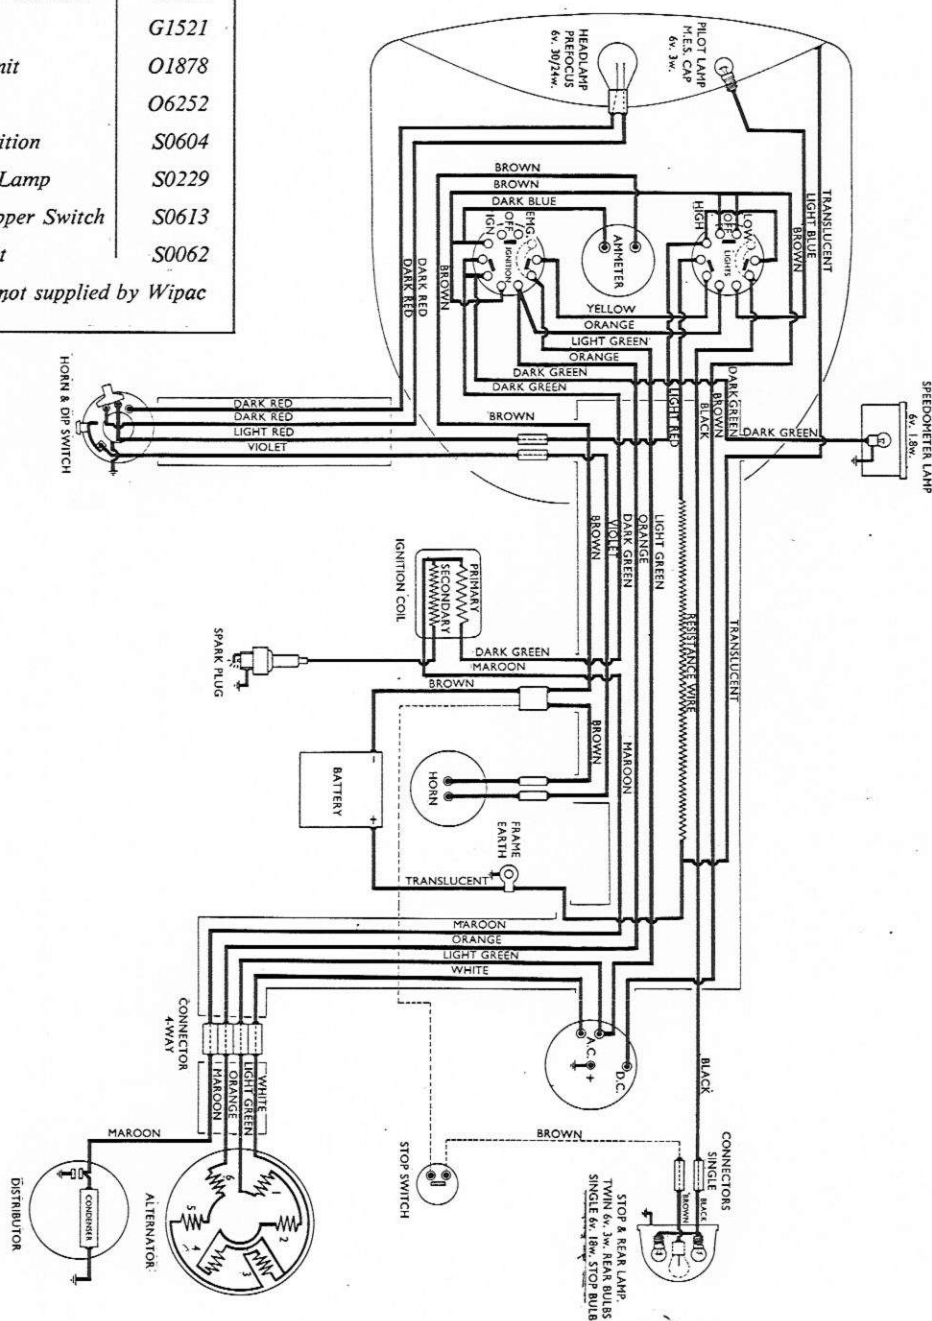 G1521
nit O1878
O6252
ition S0604
Lamp S0229
pper Switch S0613
t S0062
not supplied by Wipac
HEADLAMP
PREFOCUS
6v. 30/24w.
PILOT LAMP
M.E.S. CAP
6v. 3w.
BROWN
BROWN
DARK BLUE
IGN
OFF
EMG.
IGNITION
AMMETER
HIGH
OFF
LOW
LIGHTS
TRANSLUCENT
LIGHT BLUE
BROWN
DARK RED
DARK RED
BROWN
YELLOW
ORANGE
LIGHT GREEN
ORANGE
DARK GREEN
DARK GREEN
BROWN
LIGHT RED
BLACK
BROWN
DARK GREEN
DARK GREEN
SPEEDOMETER LAMP
6v. 1.8w.
HORN & DIP SWITCH
DARK RED
DARK RED
LIGHT RED
VIOLET
BROWN
VIOLET
DARK GREEN
ORANGE
LIGHT GREEN
IGNITION COIL
PRIMARY
SECONDARY
DARK GREEN
MAROON
BROWN
SPARK PLUG
RESISTANCE WIRE
TRANSLUCENT
BATTERY
- +
HORN
BROWN
MAROON
FRAME
EARTH
TRANSLUCENT
MAROON
ORANGE
LIGHT GREEN
WHITE
CONNECTOR
4-WAY
WHITE
LIGHT GREEN
ORANGE
MAROON
A.C.
+
D.C.
BLACK
MAROON
DISTRIBUTOR
CONDENSER
ALTERNATOR
1
2
3
4
5
6
STOP SWITCH
BROWN
CONNECTORS
SINGLE
BLACK
BROWN
STOP & REAR LAMP.
TWIN 6v. 3w. REAR BULBS
SINGLE 6v. 18w. STOP BULB